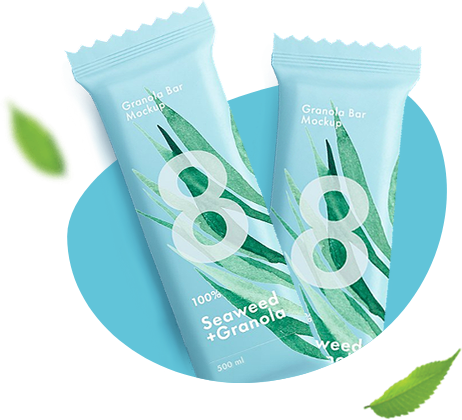 Granola Bar
Mockup
8
100%
Seaweed
+Granola
500 ml
Granola Bar
Mockup
8
weed